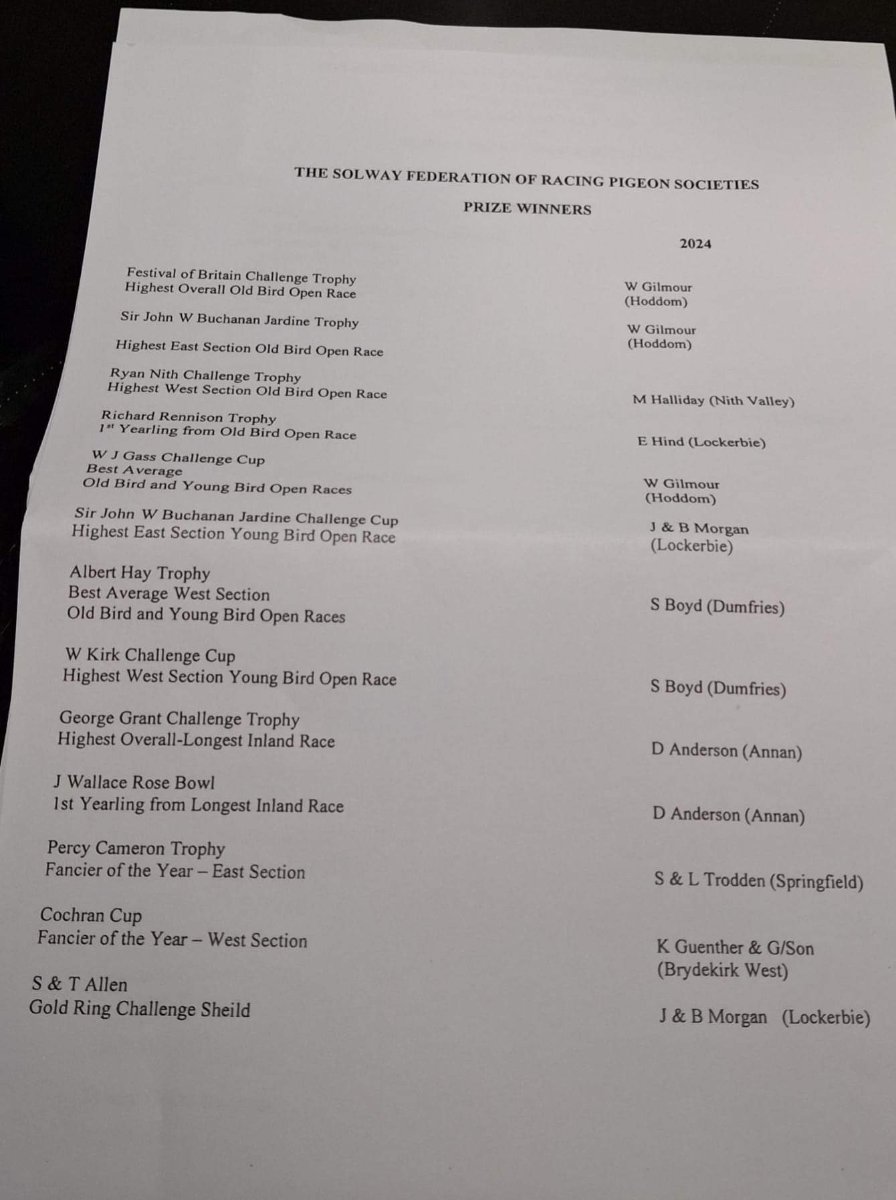 THE SOLWAY FEDERATION OF RACING PIGEON SOCIETIES
PRIZE WINNERS
2024
Festival of Britain Challenge Trophy
Highest Overall Old Bird Open Race
W Gilmour
(Hoddom)
Sir John W Buchanan Jardine Trophy
Highest East Section Old Bird Open Race
W Gilmour
(Hoddom)
Ryan Nith Challenge Trophy
Highest West Section Old Bird Open Race
M Halliday (Nith Valley)
Richard Rennison Trophy
1st Yearling from Old Bird Open Race
E Hind (Lockerbie)
W J Gass Challenge Cup
Best Average
Old Bird and Young Bird Open Races
W Gilmour
(Hoddom)
Sir John W Buchanan Jardine Challenge Cup
Highest East Section Young Bird Open Race
J & B Morgan
(Lockerbie)
Albert Hay Trophy
Best Average West Section
Old Bird and Young Bird Open Races
S Boyd (Dumfries)
W Kirk Challenge Cup
Highest West Section Young Bird Open Race
S Boyd (Dumfries)
George Grant Challenge Trophy
Highest Overall-Longest Inland Race
D Anderson (Annan)
J Wallace Rose Bowl
1st Yearling from Longest Inland Race
D Anderson (Annan)
Percy Cameron Trophy
Fancier of the Year – East Section
S & L Trodden (Springfield)
Cochran Cup
Fancier of the Year – West Section
K Guenther & G/Son
(Brydekirk West)
S & T Allen
Gold Ring Challenge Sheild
J & B Morgan (Lockerbie)